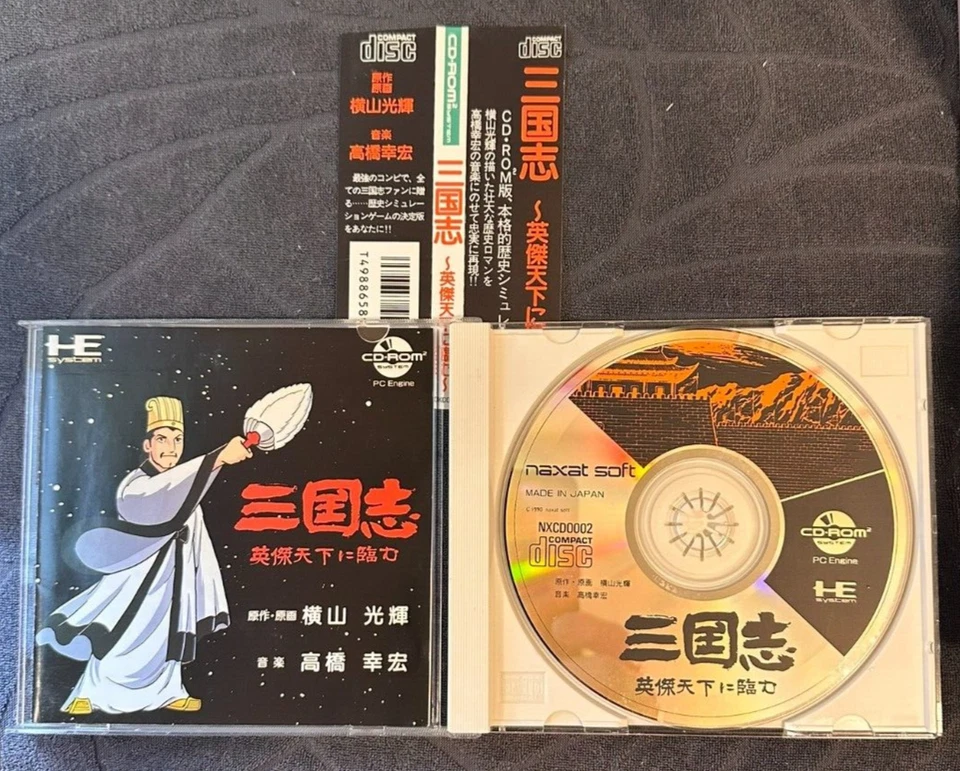 COMPACT
disc
原作
原画
横山光輝
音楽
高橋幸宏
最強のコンビで、全
ての三国志ファンに贈
る……歴史シミュレー
ションゲームの決定版
をあなたに!!
T4988658
CD-ROM² SYSTEM
三国志
〜英傑天
COMPACT
disc
三国志
〜英傑天下に
CD・ROM²版、本格的歴史シミュレ
横山光輝の描いた壮大な歴史ロマンを
高橋幸宏の音楽にのせて忠実に再現!!
HE
system
CD-ROM²
SYSTEM
PC Engine
三国志
英傑天下に臨む
原作・原画 横山 光輝
音楽 高橋 幸宏
naxat soft
MADE IN JAPAN
©1990 naxat soft
NXCD0002
COMPACT
disc
原作・原画 横山光輝
音楽 高橋幸宏
三国志
英傑天下に臨む
CD-ROM²
SYSTEM
PC Engine
HE
system